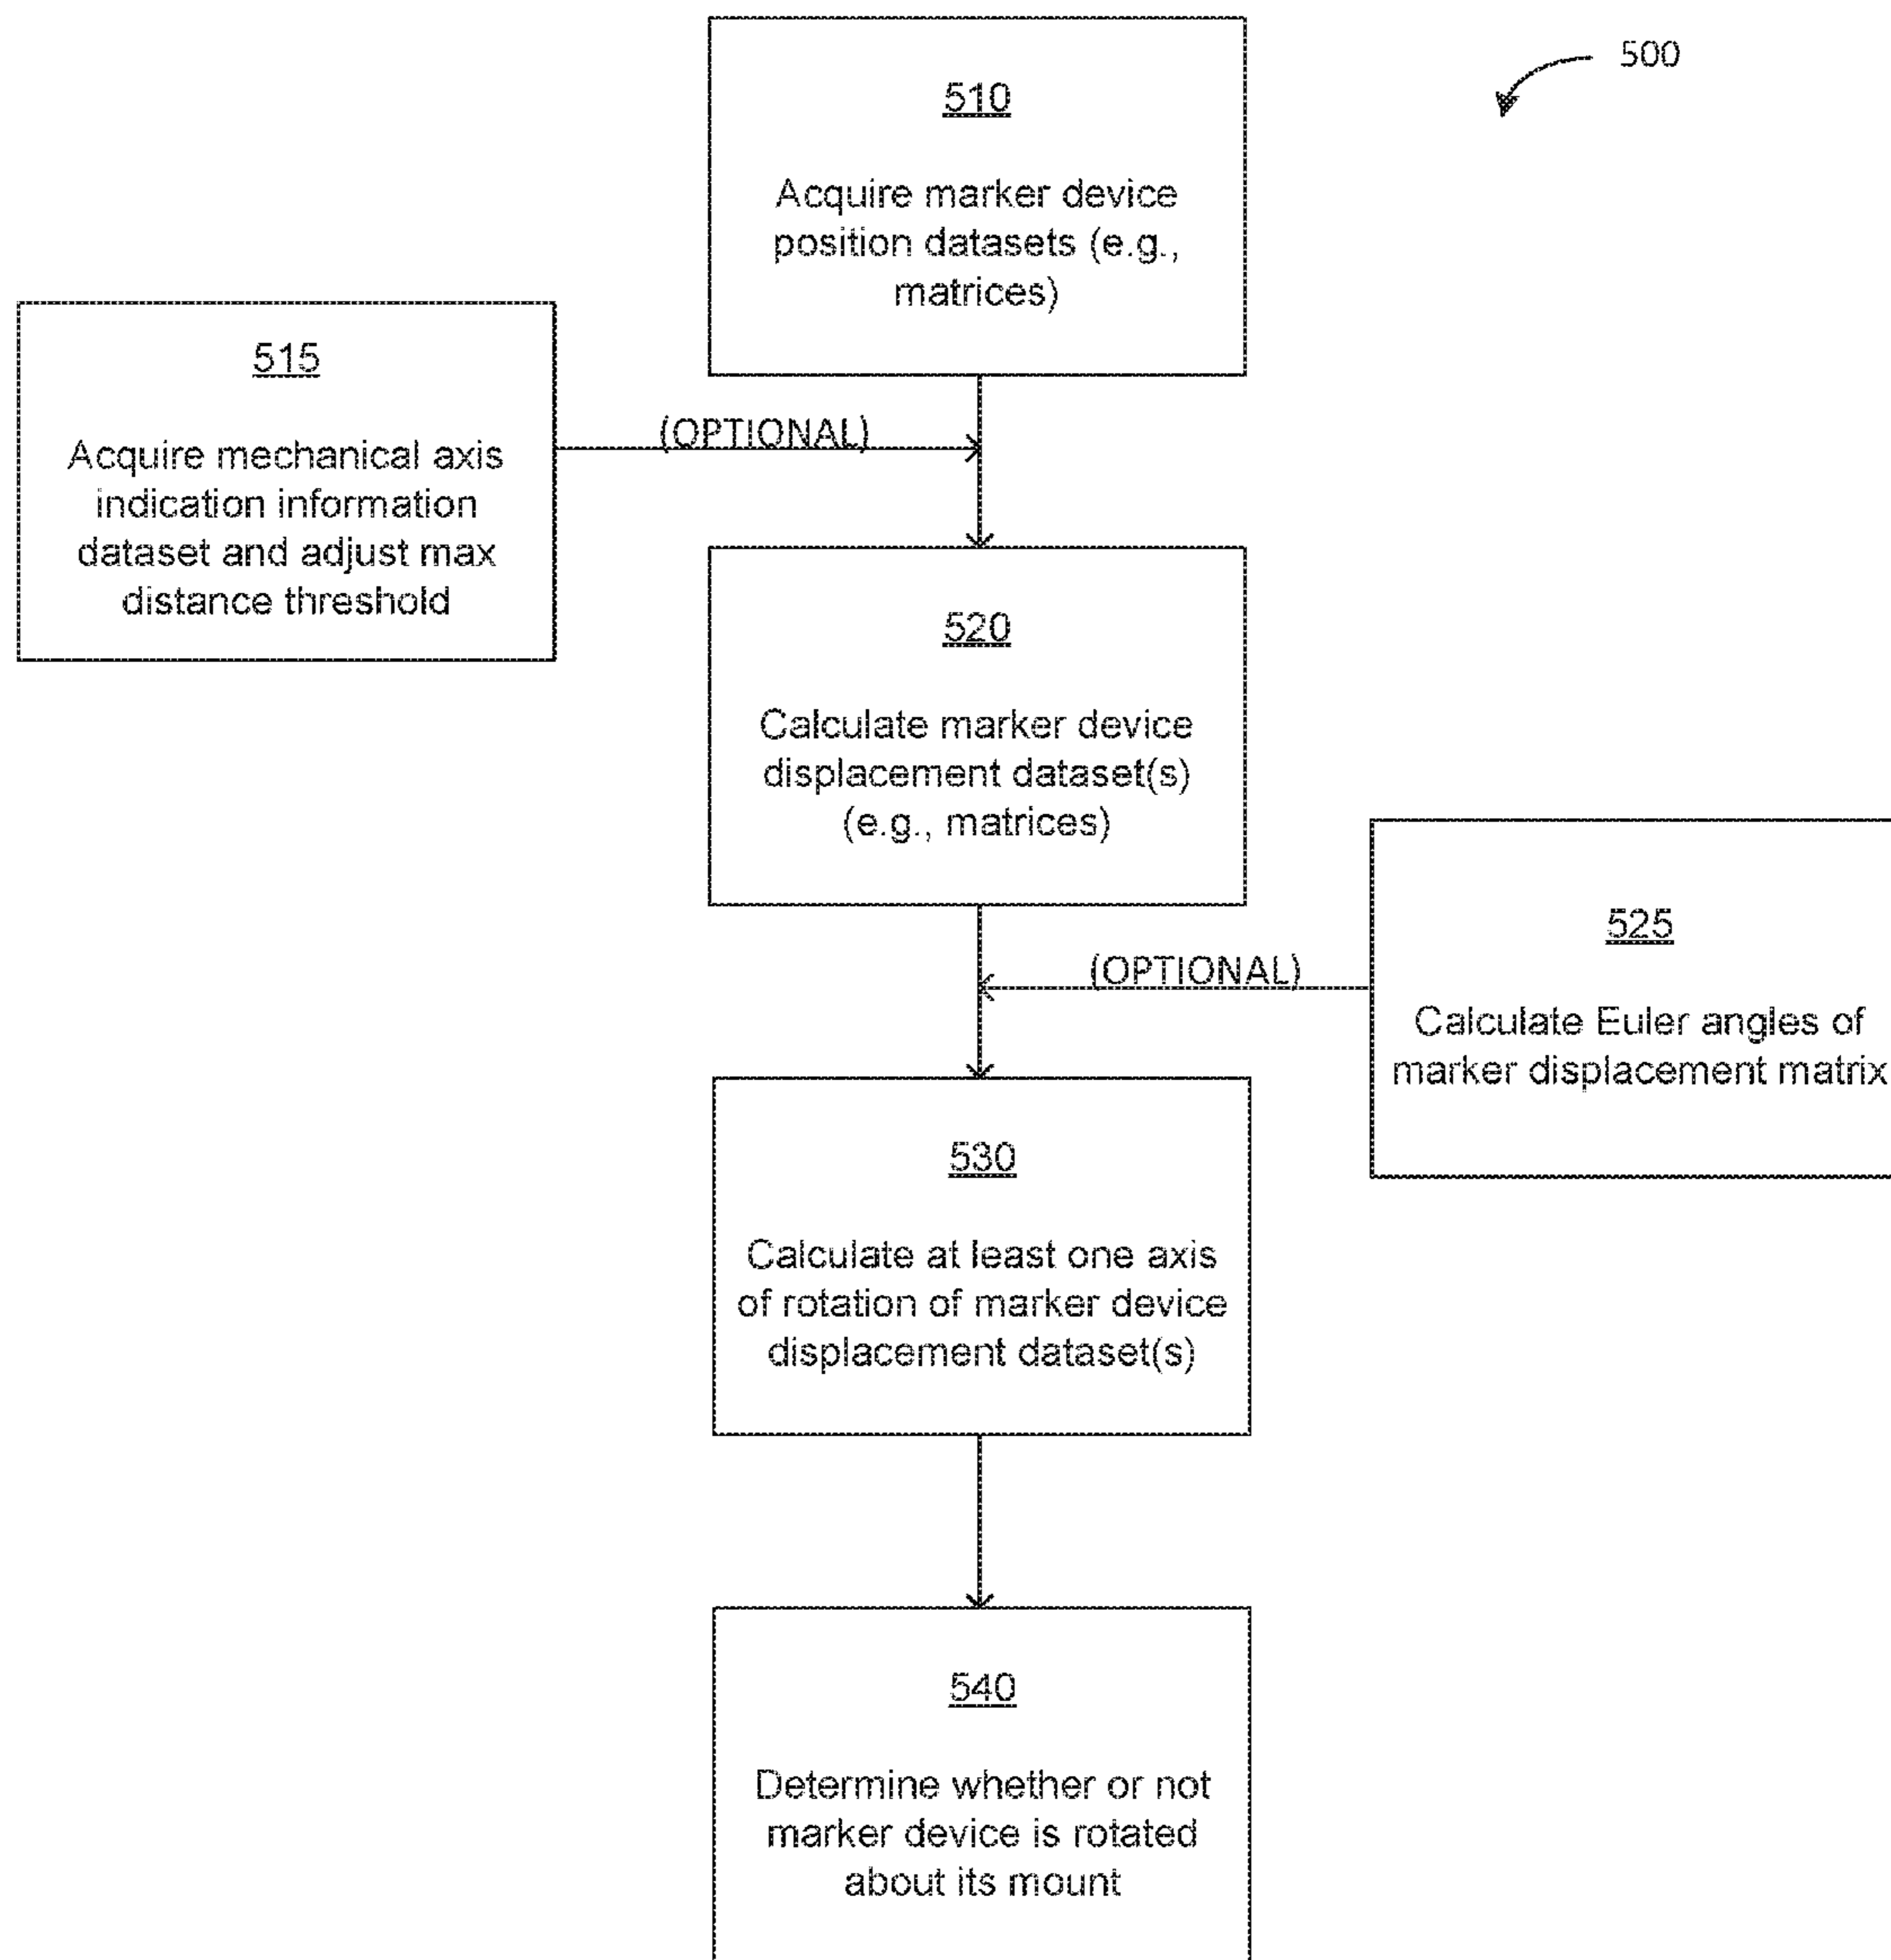 500
510
Acquire marker device
position datasets (e.g.,
matrices)
515
Acquire mechanical axis
indication information
dataset and adjust max
distance threshold
(OPTIONAL)
520
Calculate marker device
displacement dataset(s)
(e.g., matrices)
525
Calculate Euler angles of
marker displacement matrix
(OPTIONAL)
530
Calculate at least one axis
of rotation of marker device
displacement dataset(s)
540
Determine whether or not
marker device is rotated
about its mount